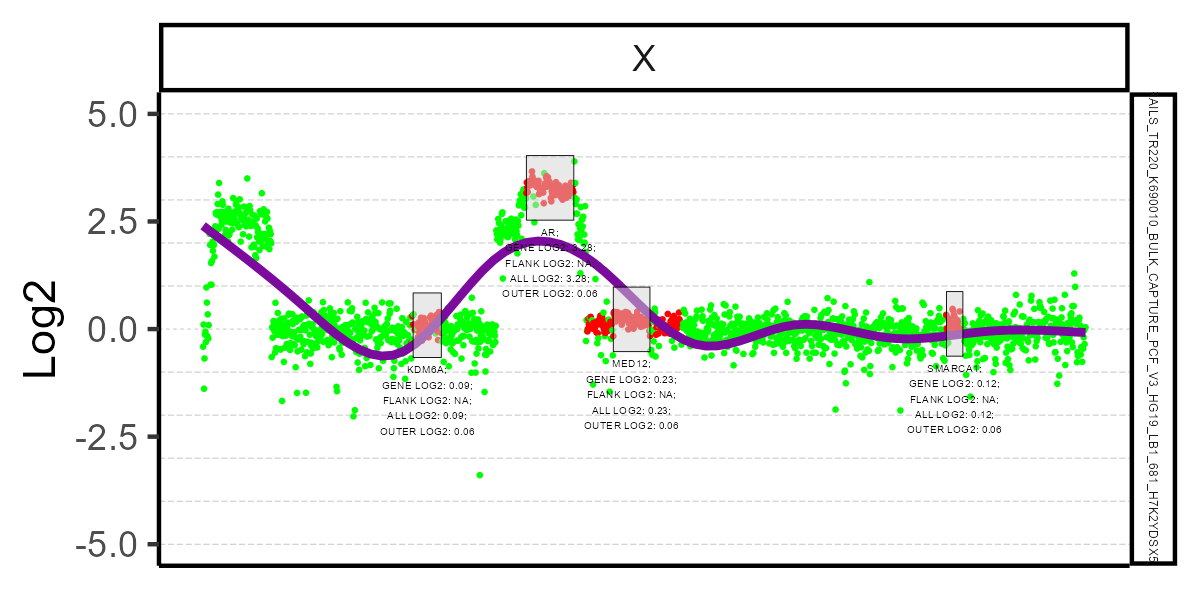 X
Log2
5.0
2.5
0.0
-2.5
-5.0
AR;
GENE LOG2: 3.28;
FLANK LOG2: NA;
ALL LOG2: 3.28;
OUTER LOG2: 0.06
KDM6A;
GENE LOG2: 0.09;
FLANK LOG2: NA;
ALL LOG2: 0.09;
OUTER LOG2: 0.06
MED12;
GENE LOG2: 0.23;
FLANK LOG2: NA;
ALL LOG2: 0.23;
OUTER LOG2: 0.06
SMARCA1;
GENE LOG2: 0.12;
FLANK LOG2: NA;
ALL LOG2: 0.12;
OUTER LOG2: 0.06
AILS_TR220_K690010_BULK_CAPTURE_PCF_V3_HG19_LB1_681_H7K2YDSX5